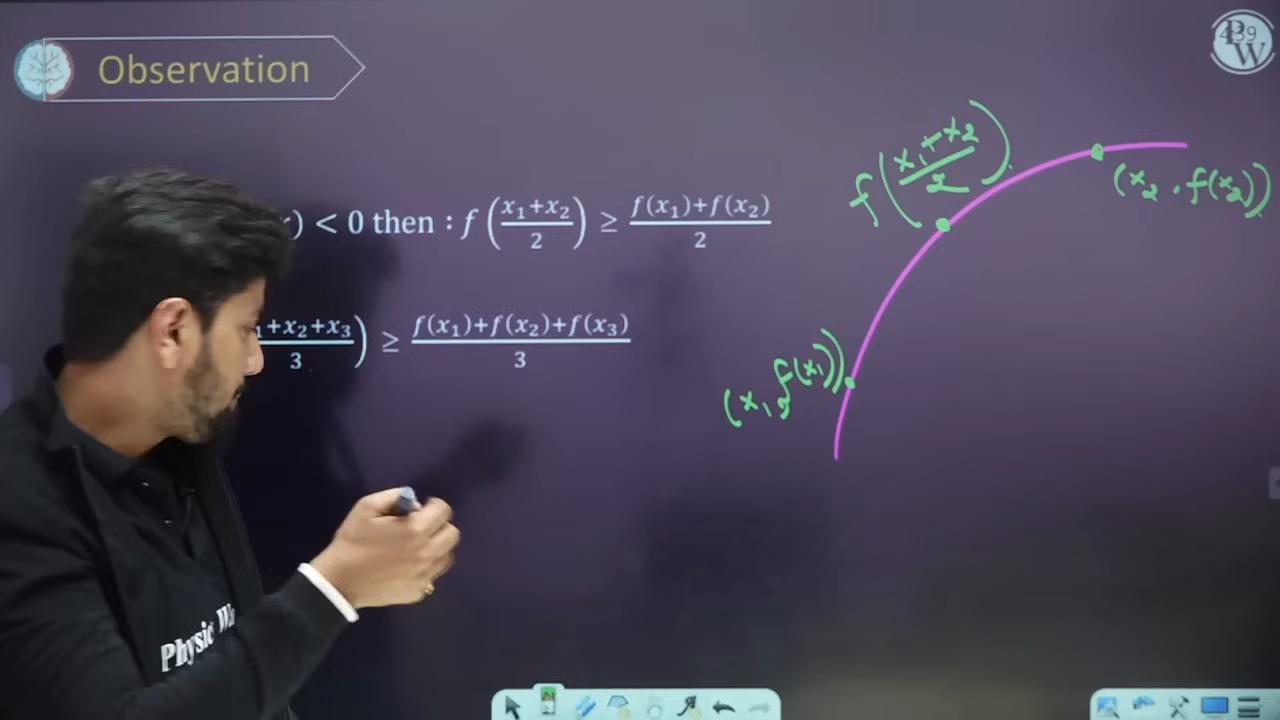 Observation
) < 0 then : f ( x₁+x₂ / 2 ) ≥ f(x₁)+f(x₂) / 2
+x₂+x₃ / 3 ) ≥ f(x₁)+f(x₂)+f(x₃) / 3
f ( x₁+x₂ / 2 )
(x₂, f(x₂))
(x₁, f(x₁))
PW
Physic W